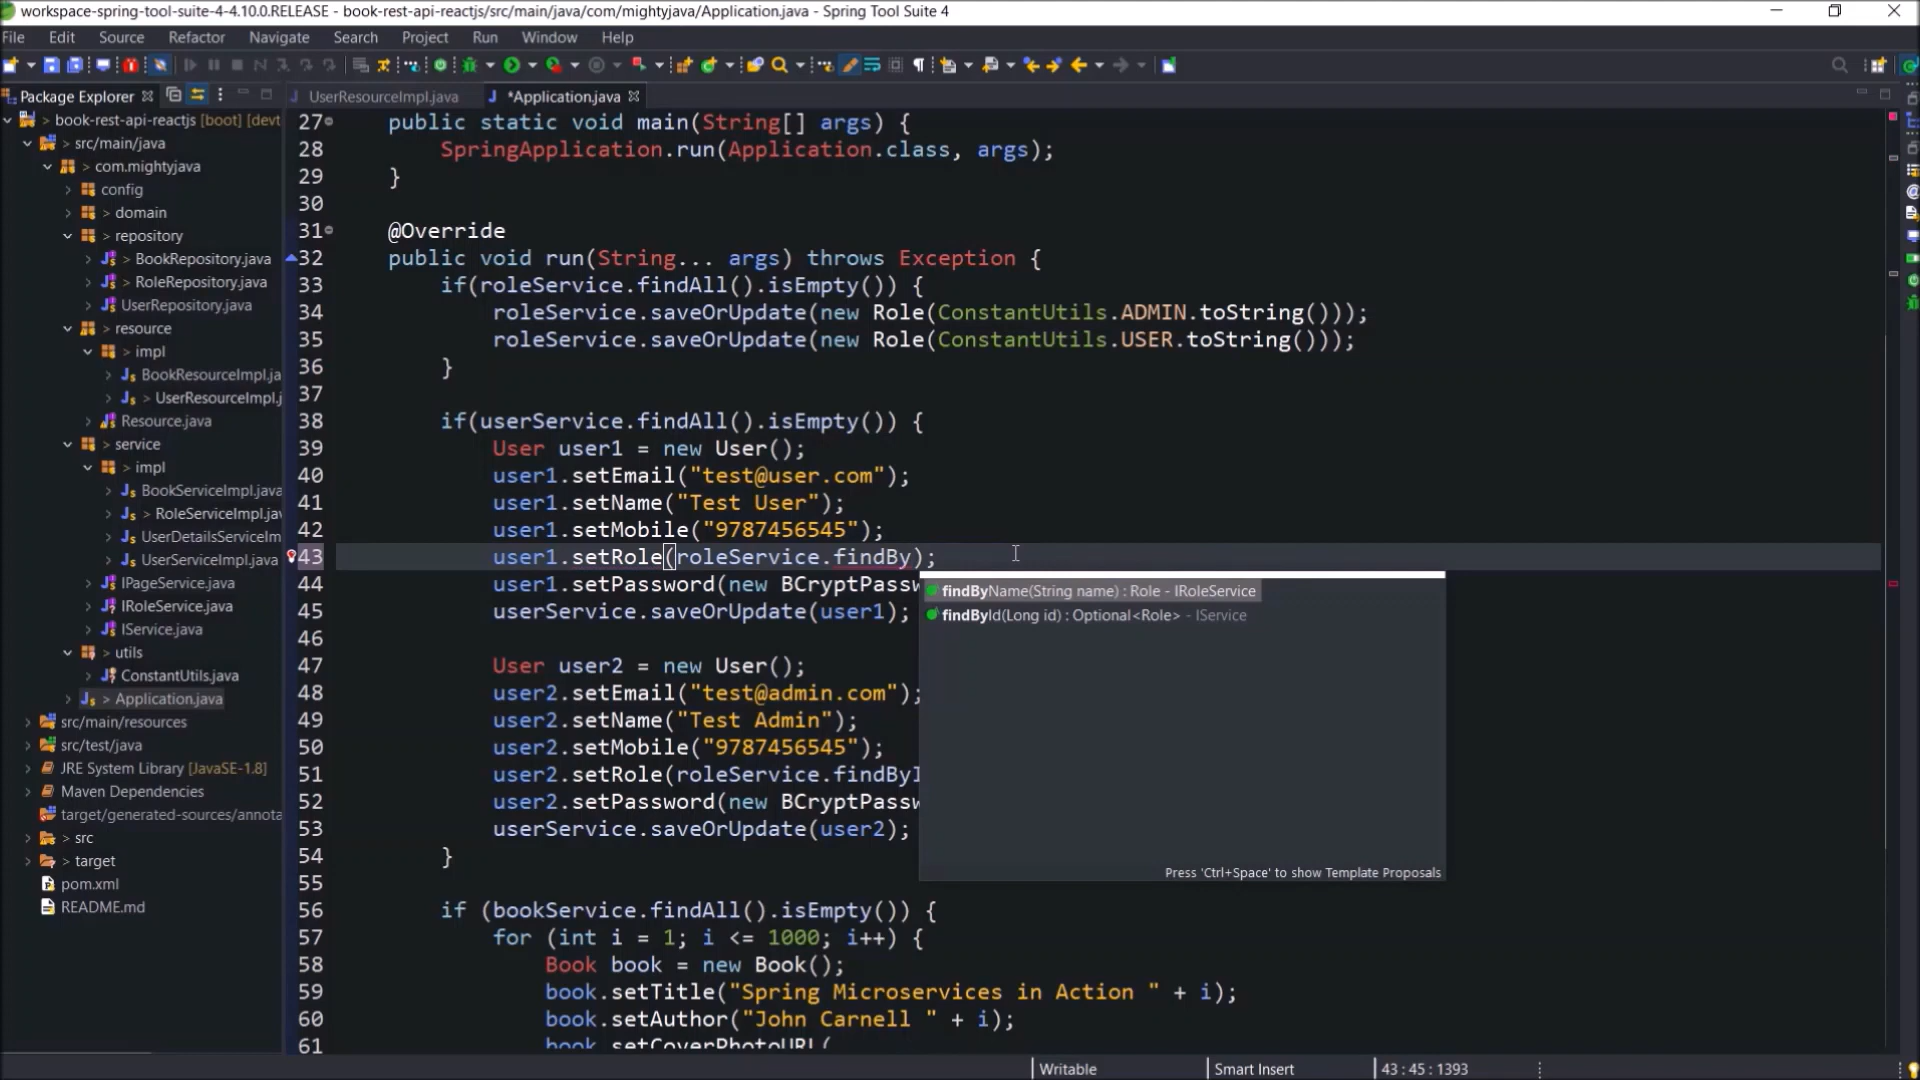 workspace-spring-tool-suite-4-4.10.0.RELEASE - book-rest-api-reactjs/src/main/java/com/mightyjava/Application.java - Spring Tool Suite 4
File Edit Source Refactor Navigate Search Project Run Window Help
Package Explorer
UserResourceImpl.java
*Application.java
> book-rest-api-reactjs [boot] [devt
> src/main/java
> com.mightyjava
config
> domain
> repository
> BookRepository.java
> RoleRepository.java
UserRepository.java
> resource
> impl
BookResourceImpl.ja
> UserResourceImpl.j
Resource.java
> service
> impl
BookServiceImpl.java
> RoleServiceImpl.jav
UserDetailsServiceIm
UserServiceImpl.java
IPageService.java
> IRoleService.java
IService.java
> utils
> ConstantUtils.java
> Application.java
src/main/resources
src/test/java
JRE System Library [JavaSE-1.8]
Maven Dependencies
target/generated-sources/annota
> src
> target
pom.xml
README.md
27 public static void main(String[] args) {
28 SpringApplication.run(Application.class, args);
29 }
30
31 @Override
32 public void run(String... args) throws Exception {
33 if(roleService.findAll().isEmpty()) {
34 roleService.saveOrUpdate(new Role(ConstantUtils.ADMIN.toString()));
35 roleService.saveOrUpdate(new Role(ConstantUtils.USER.toString()));
36 }
37
38 if(userService.findAll().isEmpty()) {
39 User user1 = new User();
40 user1.setEmail("test@user.com");
41 user1.setName("Test User");
42 user1.setMobile("9787456545");
43 user1.setRole(roleService.findBy);
44 user1.setPassword(new BCryptPassw
45 userService.saveOrUpdate(user1);
46
47 User user2 = new User();
48 user2.setEmail("test@admin.com");
49 user2.setName("Test Admin");
50 user2.setMobile("9787456545");
51 user2.setRole(roleService.findByI
52 user2.setPassword(new BCryptPassw
53 userService.saveOrUpdate(user2);
54 }
55
56 if (bookService.findAll().isEmpty()) {
57 for (int i = 1; i <= 1000; i++) {
58 Book book = new Book();
59 book.setTitle("Spring Microservices in Action " + i);
60 book.setAuthor("John Carnell " + i);
61 book.setCoverPhotoURL(
findByName(String name) : Role - IRoleService
findById(Long id) : Optional<Role> - IService
Press 'Ctrl+Space' to show Template Proposals
Writable
Smart Insert
43 : 45 : 1393